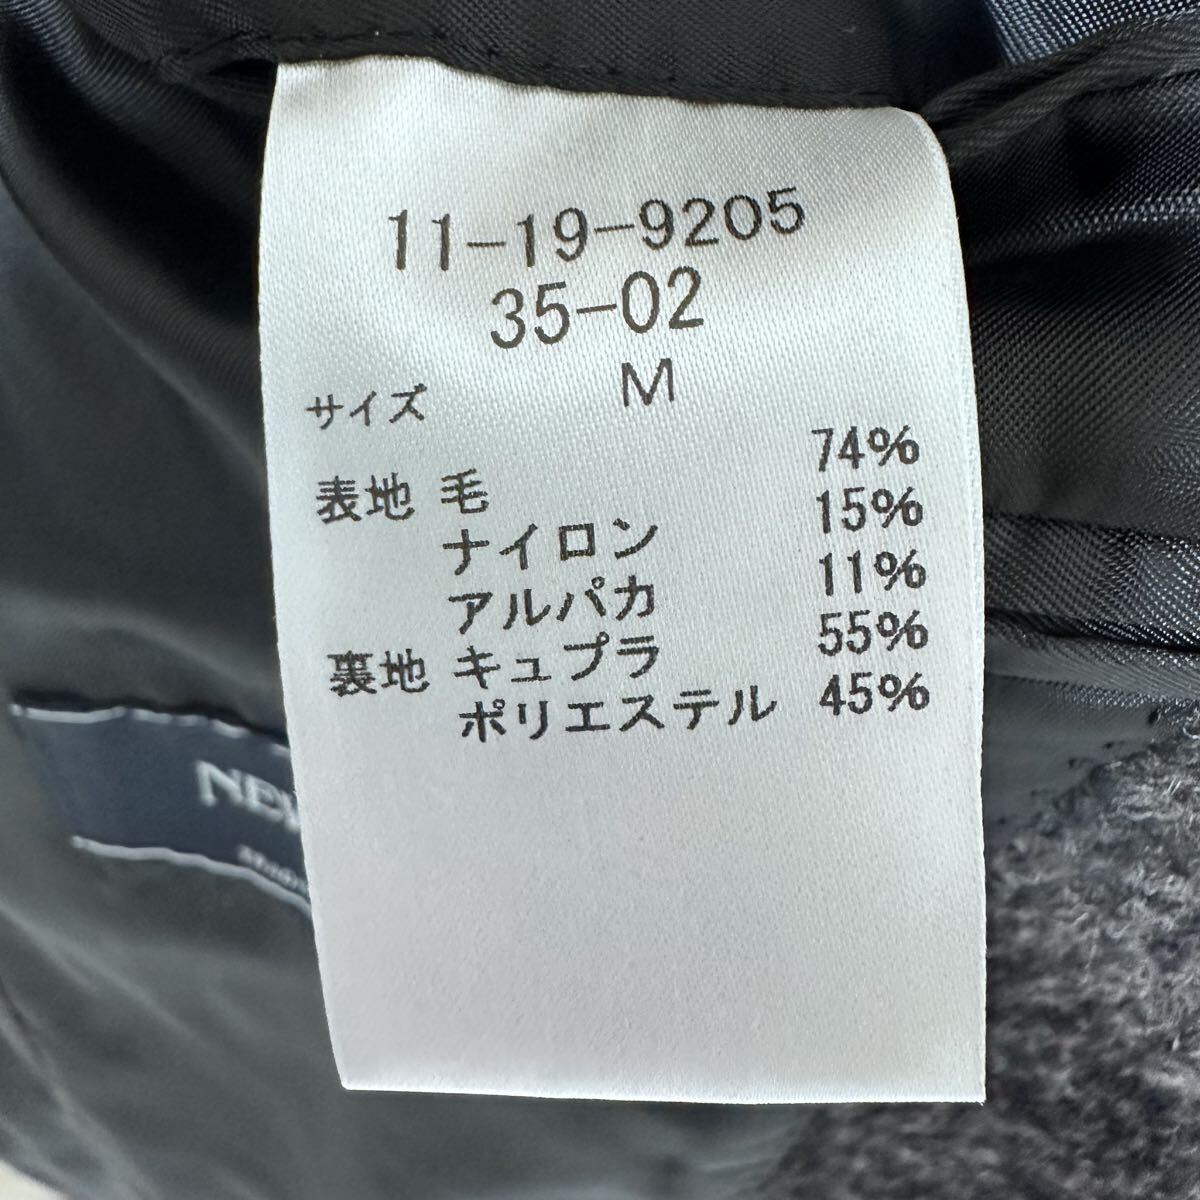 11-19-9205
35-02
サイズ M
表地 毛 74%
ナイロン 15%
アルパカ 11%
裏地 キュプラ 55%
ポリエステル 45%